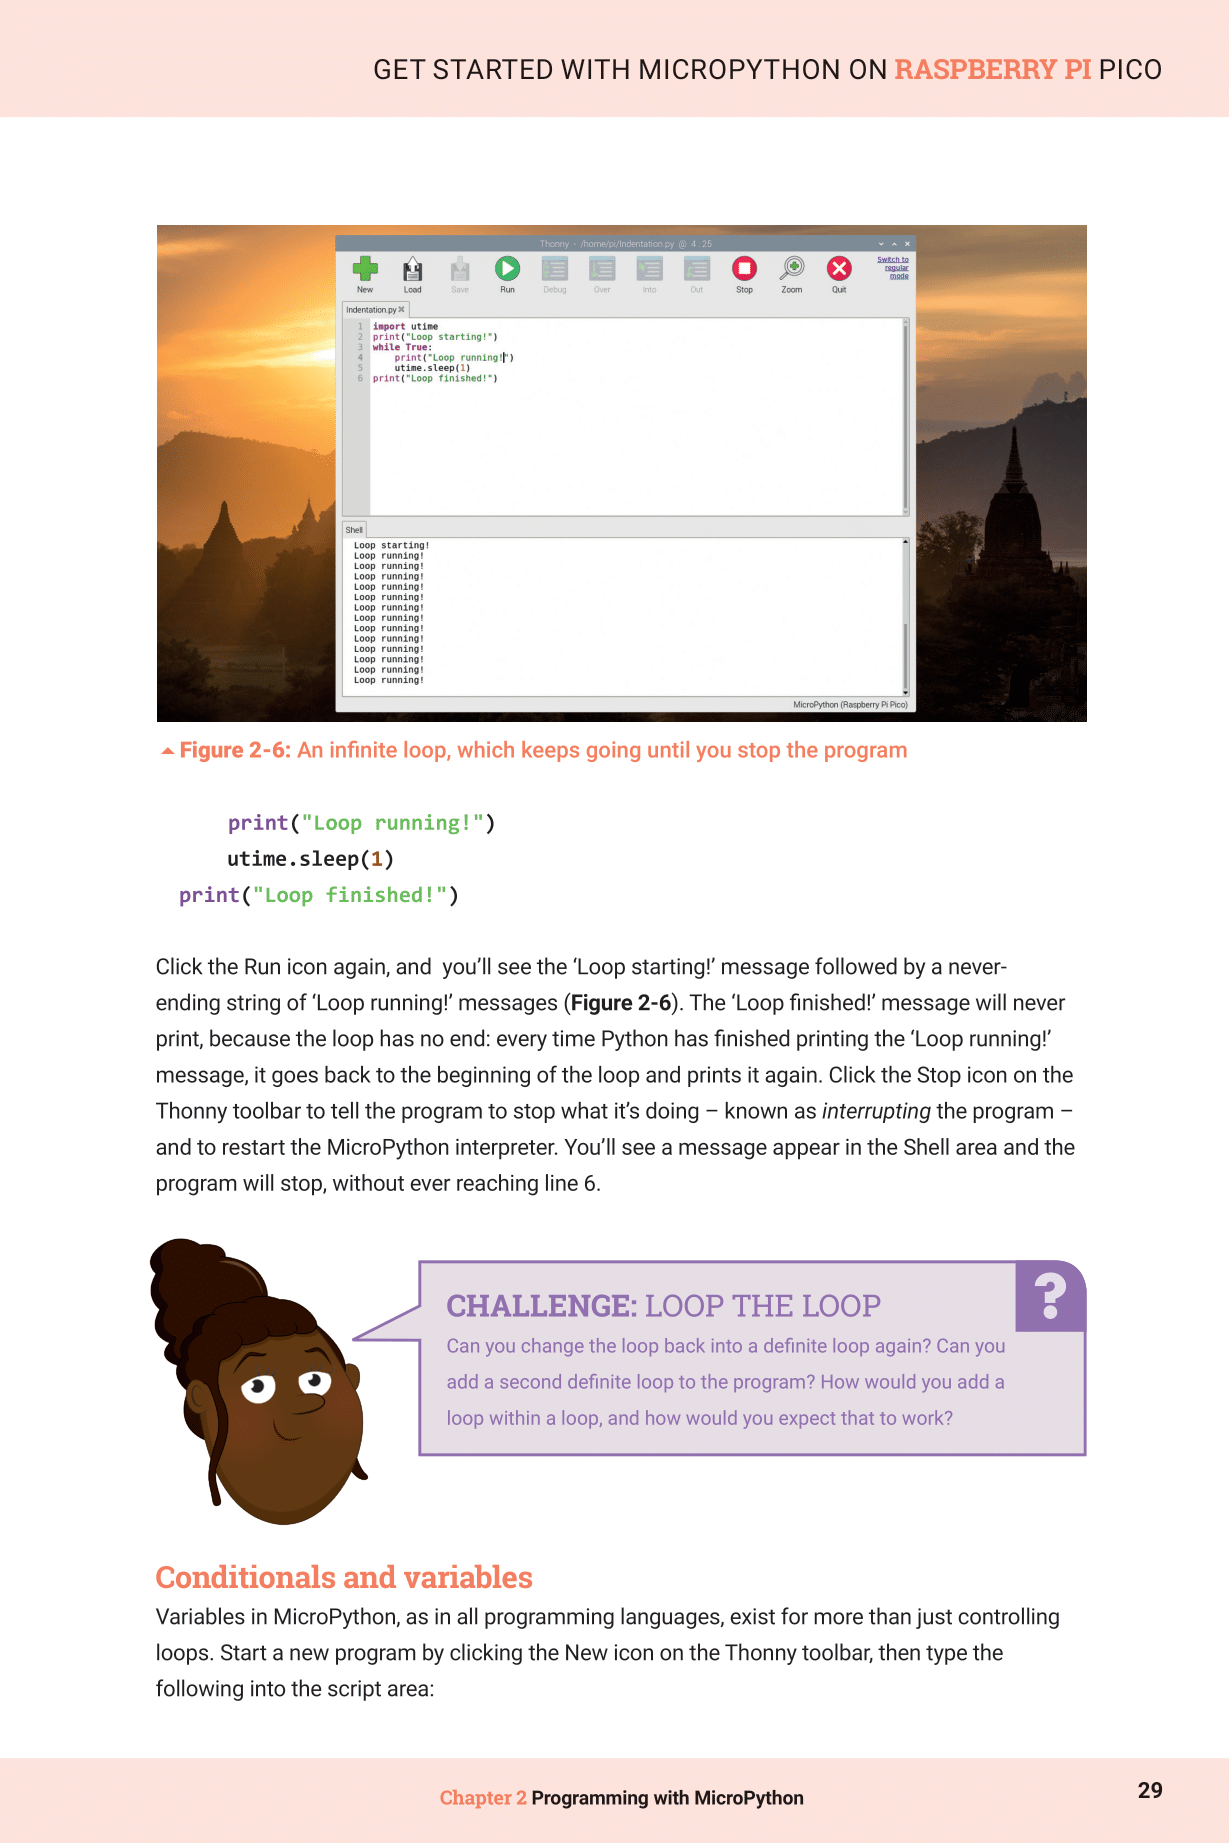 GET STARTED WITH MICROPYTHON ON RASPBERRY PI PICO
Thonny - /home/pi/Indentation.py @ 4 : 25
New Load Save Run Debug Over Into Out Stop Zoom Quit
Switch to
regular
mode
Indentation.py
1 import utime
2 print("Loop starting!")
3 while True:
4 print("Loop running!")
5 utime.sleep(1)
6 print("Loop finished!")
Shell
Loop starting!
Loop running!
Loop running!
Loop running!
Loop running!
Loop running!
Loop running!
Loop running!
Loop running!
Loop running!
Loop running!
Loop running!
Loop running!
Loop running!
MicroPython (Raspberry Pi Pico)
Figure 2-6: An infinite loop, which keeps going until you stop the program
print("Loop running!")
utime.sleep(1)
print("Loop finished!")
Click the Run icon again, and you’ll see the ‘Loop starting!’ message followed by a never-
ending string of ‘Loop running!’ messages (Figure 2-6). The ‘Loop finished!’ message will never
print, because the loop has no end: every time Python has finished printing the ‘Loop running!’
message, it goes back to the beginning of the loop and prints it again. Click the Stop icon on the
Thonny toolbar to tell the program to stop what it’s doing – known as interrupting the program –
and to restart the MicroPython interpreter. You’ll see a message appear in the Shell area and the
program will stop, without ever reaching line 6.
?
CHALLENGE: LOOP THE LOOP
Can you change the loop back into a definite loop again? Can you
add a second definite loop to the program? How would you add a
loop within a loop, and how would you expect that to work?
Conditionals and variables
Variables in MicroPython, as in all programming languages, exist for more than just controlling
loops. Start a new program by clicking the New icon on the Thonny toolbar, then type the
following into the script area:
Chapter 2 Programming with MicroPython
29